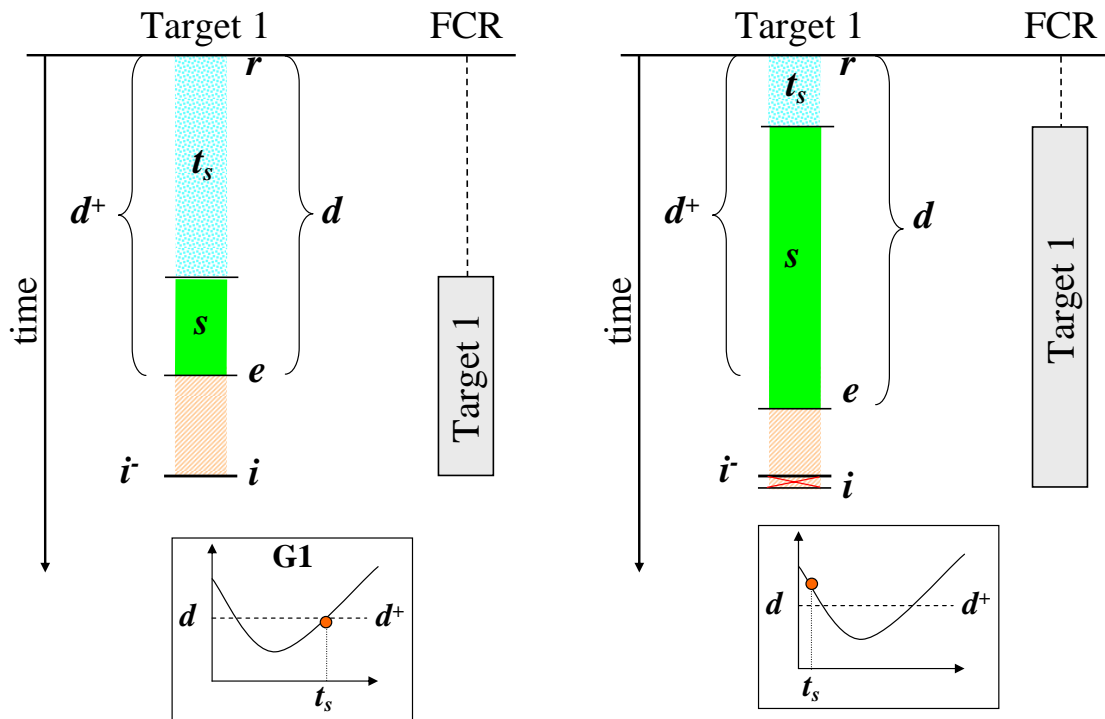 Target 1 FCR
r
t_s
d⁺ d
s
e
i⁻ i
time
Target 1
G1
d d⁺
t_s
Target 1 FCR
r
t_s
d⁺ d
s
e
i⁻ i
time
Target 1
d d⁺
t_s